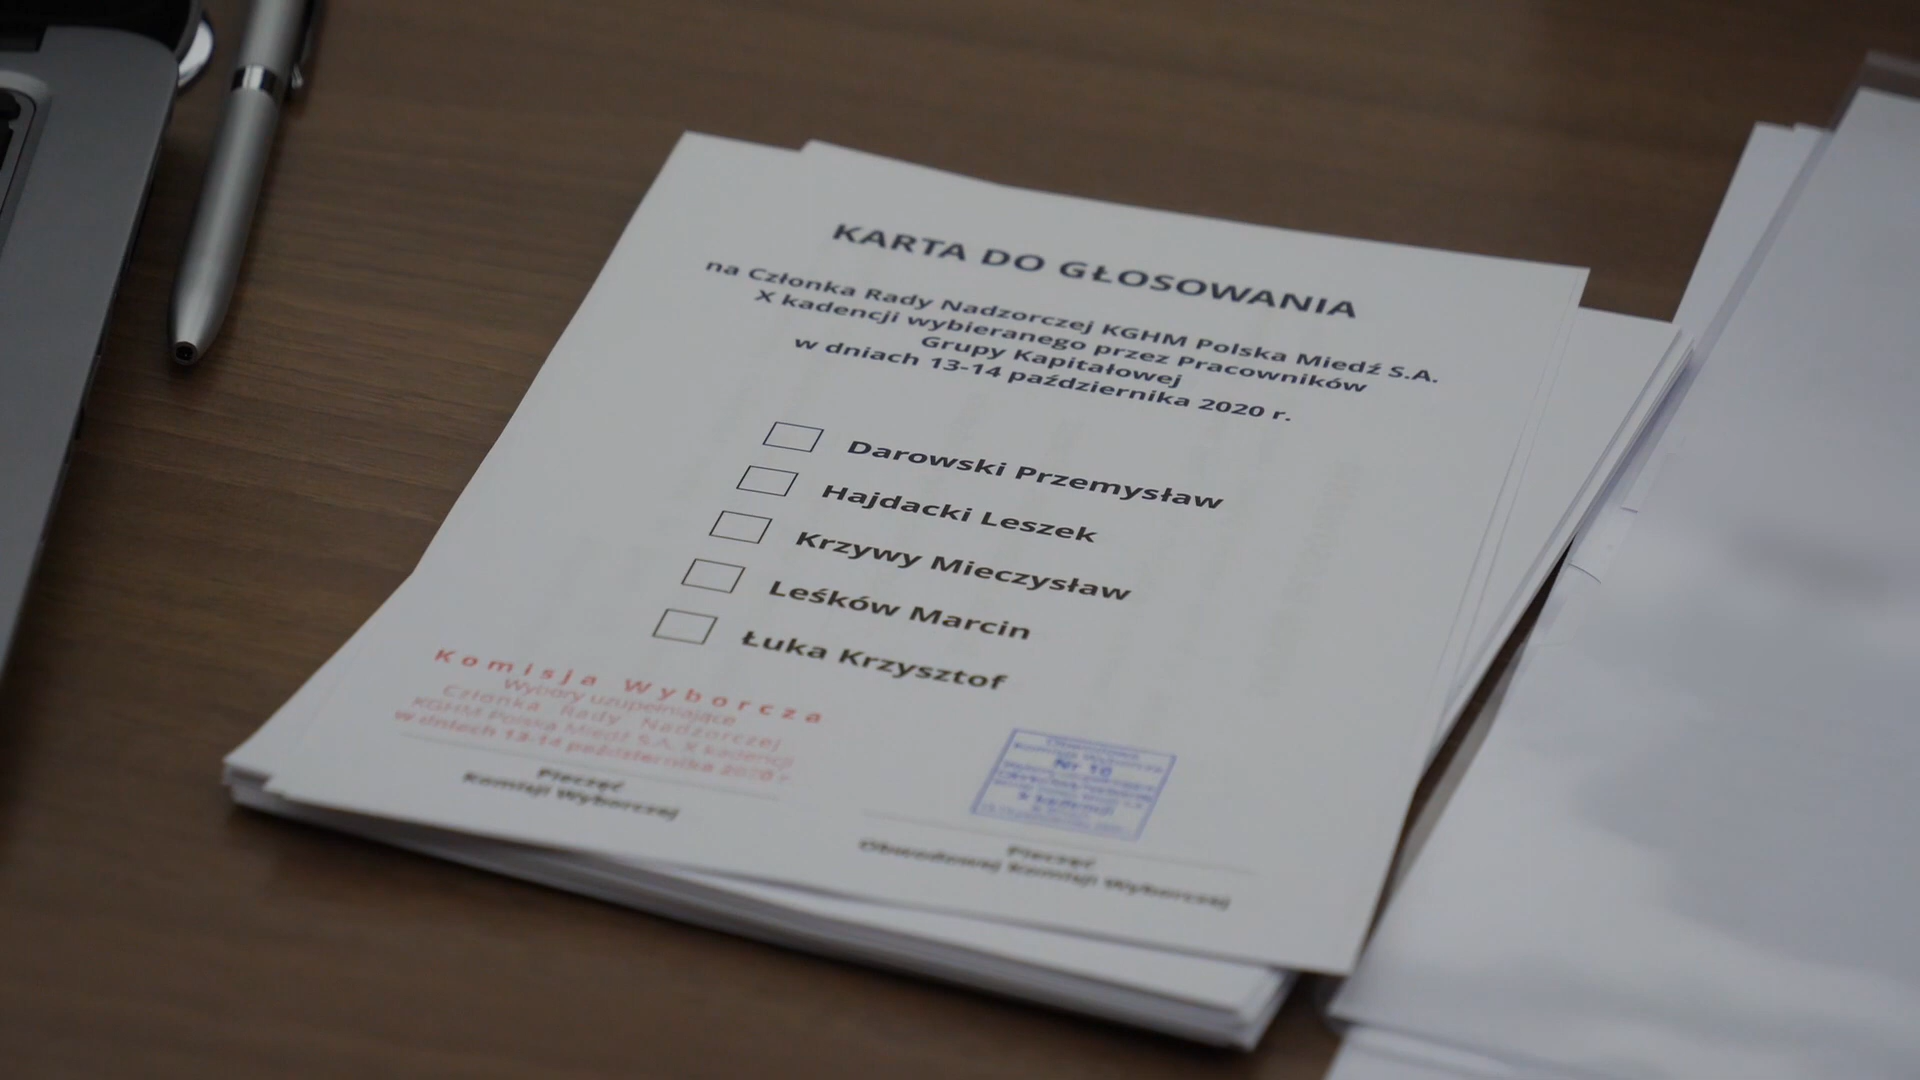 KARTA DO GŁOSOWANIA
na Członka Rady Nadzorczej KGHM Polska Miedź S.A.
X kadencji wybieranego przez Pracowników
Grupy Kapitałowej
w dniach 13-14 października 2020 r.
Darowski Przemysław
Hajdacki Leszek
Krzywy Mieczysław
Leśków Marcin
Łuka Krzysztof
Komisja Wyborcza
Wybory uzupełniające
Członka Rady Nadzorczej
KGHM Polska Miedź S.A. X kadencji
w dniach 13-14 października 2020 r.
Pieczęć
Komisji Wyborczej
Nr 10
Pieczęć
Obwodowej Komisji Wyborczej